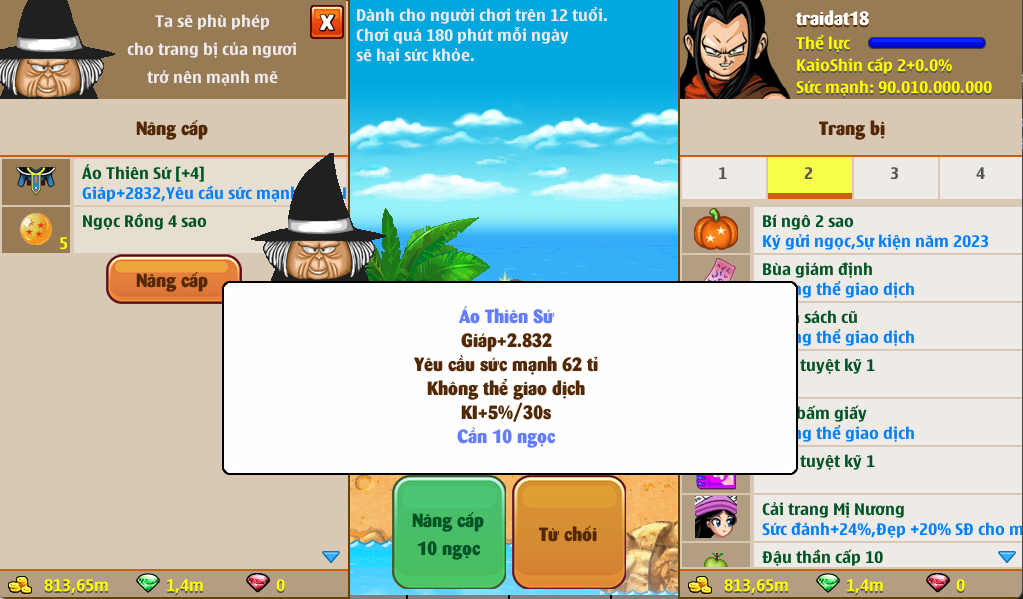 Ta sẽ phù phép
cho trang bị của ngươi
trở nên mạnh mẽ
X
Nâng cấp
Áo Thiên Sứ [+4]
Giáp+2832,Yêu cầu sức mạnh
Ngọc Rồng 4 sao
5
Nâng cấp
Dành cho người chơi trên 12 tuổi.
Chơi quá 180 phút mỗi ngày
sẽ hại sức khỏe.
Áo Thiên Sứ
Giáp+2.832
Yêu cầu sức mạnh 62 tỉ
Không thể giao dịch
KI+5%/30s
Cần 10 ngọc
Nâng cấp
10 ngọc
Từ chối
traidat18
Thể lực
KaioShin cấp 2+0.0%
Sức mạnh: 90.010.000.000
Trang bị
1 2 3 4
Bí ngô 2 sao
Ký gửi ngọc,Sự kiện năm 2023
Bùa giám định
thể giao dịch
sách cũ
thể giao dịch
tuyệt kỹ 1
bấm giấy
thể giao dịch
tuyệt kỹ 1
Cải trang Mị Nương
Sức đánh+24%,Đẹp +20% SĐ cho m
Đậu thần cấp 10
813,65m 1,4m 0
813,65m 1,4m 0